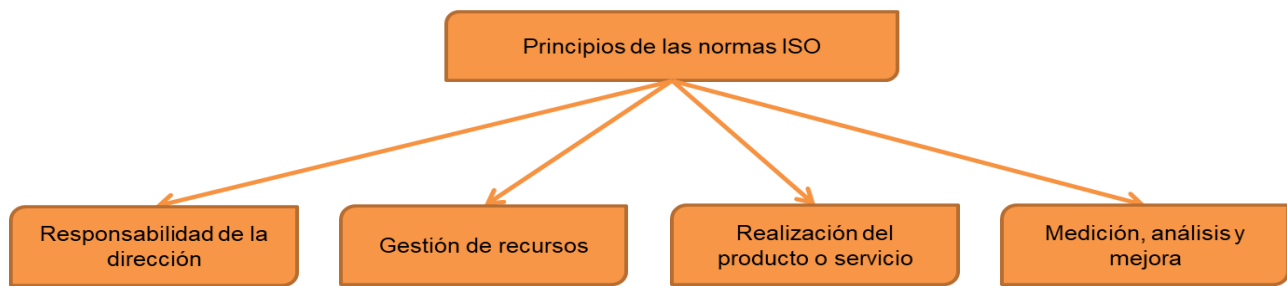 Principios de las normas ISO
Responsabilidad de la
dirección
Gestión de recursos
Realización del
producto o servicio
Medición, análisis y
mejora